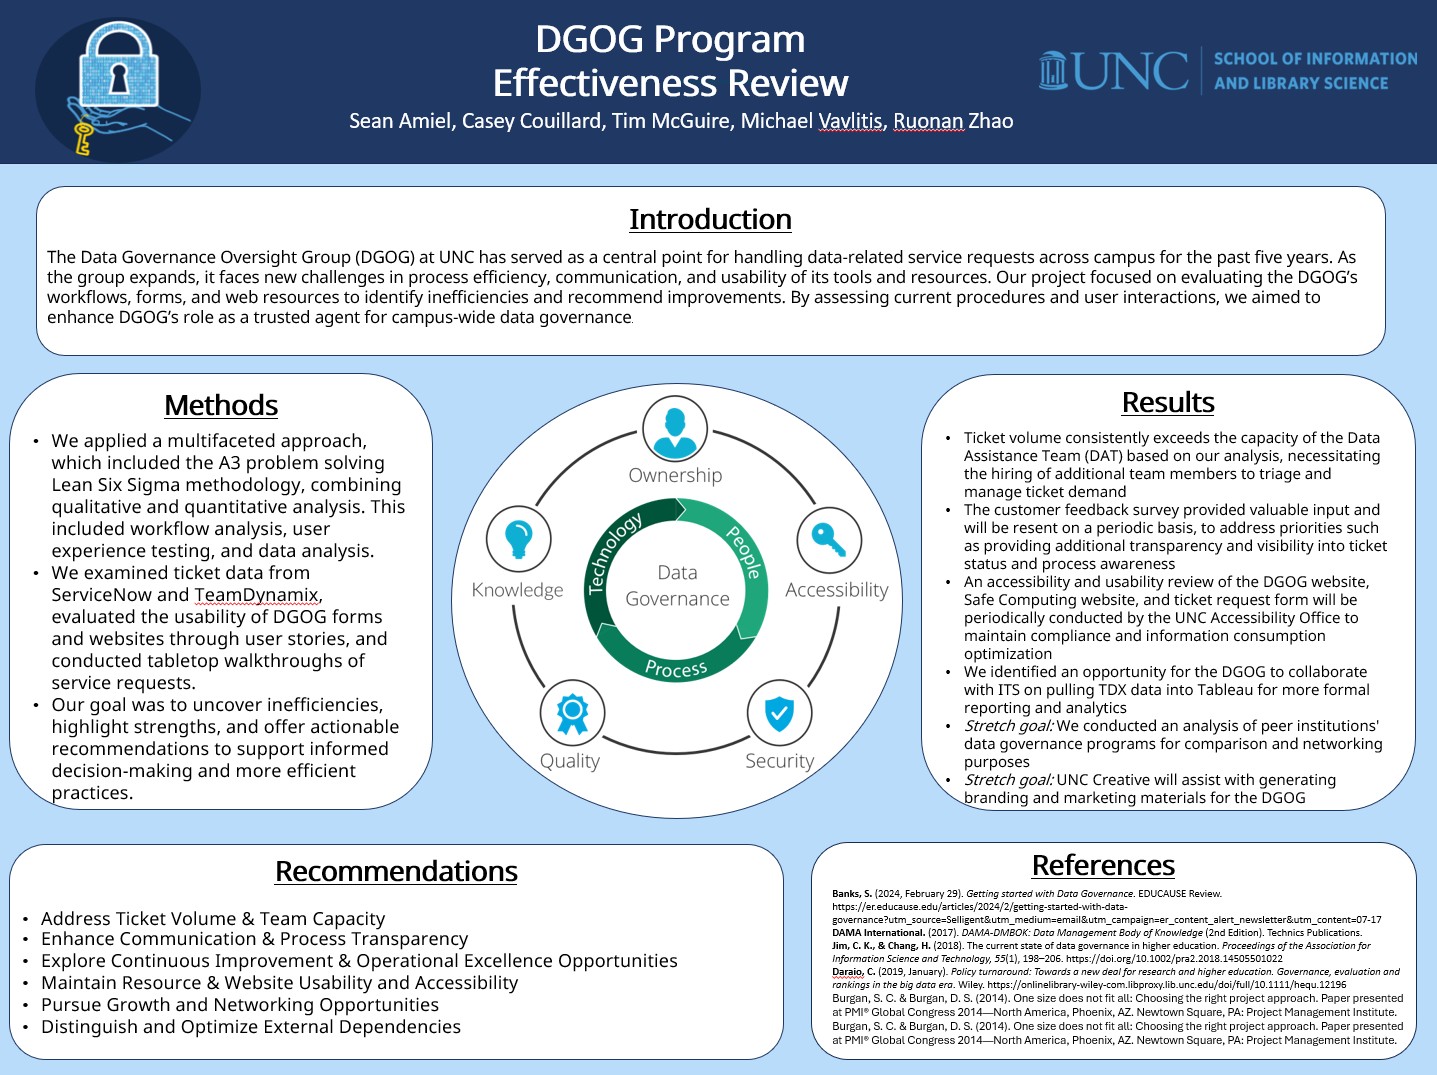 DGOG Program
Effectiveness Review
Sean Amiel, Casey Couillard, Tim McGuire, Michael Vavlitis, Ruonan Zhao
UNC
SCHOOL OF INFORMATION
AND LIBRARY SCIENCE
Introduction
The Data Governance Oversight Group (DGOG) at UNC has served as a central point for handling data-related service requests across campus for the past five years. As
the group expands, it faces new challenges in process efficiency, communication, and usability of its tools and resources. Our project focused on evaluating the DGOG’s
workflows, forms, and web resources to identify inefficiencies and recommend improvements. By assessing current procedures and user interactions, we aimed to
enhance DGOG’s role as a trusted agent for campus-wide data governance.
Methods
• We applied a multifaceted approach,
which included the A3 problem solving
Lean Six Sigma methodology, combining
qualitative and quantitative analysis. This
included workflow analysis, user
experience testing, and data analysis.
• We examined ticket data from
ServiceNow and TeamDynamix,
evaluated the usability of DGOG forms
and websites through user stories, and
conducted tabletop walkthroughs of
service requests.
• Our goal was to uncover inefficiencies,
highlight strengths, and offer actionable
recommendations to support informed
decision-making and more efficient
practices.
Ownership
Technology
People
Data
Governance
Process
Knowledge
Accessibility
Quality
Security
Results
• Ticket volume consistently exceeds the capacity of the Data
Assistance Team (DAT) based on our analysis, necessitating
the hiring of additional team members to triage and
manage ticket demand
• The customer feedback survey provided valuable input and
will be resent on a periodic basis, to address priorities such
as providing additional transparency and visibility into ticket
status and process awareness
• An accessibility and usability review of the DGOG website,
Safe Computing website, and ticket request form will be
periodically conducted by the UNC Accessibility Office to
maintain compliance and information consumption
optimization
• We identified an opportunity for the DGOG to collaborate
with ITS on pulling TDX data into Tableau for more formal
reporting and analytics
• Stretch goal: We conducted an analysis of peer institutions'
data governance programs for comparison and networking
purposes
• Stretch goal: UNC Creative will assist with generating
branding and marketing materials for the DGOG
Recommendations
• Address Ticket Volume & Team Capacity
• Enhance Communication & Process Transparency
• Explore Continuous Improvement & Operational Excellence Opportunities
• Maintain Resource & Website Usability and Accessibility
• Pursue Growth and Networking Opportunities
• Distinguish and Optimize External Dependencies
References
Banks, S. (2024, February 29). Getting started with Data Governance. EDUCAUSE Review.
https://er.educause.edu/articles/2024/2/getting-started-with-data-
governance?utm_source=Selligent&utm_medium=email&utm_campaign=er_content_alert_newsletter&utm_content=07-17
DAMA International. (2017). DAMA-DMBOK: Data Management Body of Knowledge (2nd Edition). Technics Publications.
Jim, C. K., & Chang, H. (2018). The current state of data governance in higher education. Proceedings of the Association for
Information Science and Technology, 55(1), 198–206. https://doi.org/10.1002/pra2.2018.14505501022
Daraio, C. (2019, January). Policy turnaround: Towards a new deal for research and higher education. Governance, evaluation and
rankings in the big data era. Wiley. https://onlinelibrary-wiley-com.libproxy.lib.unc.edu/doi/full/10.1111/hequ.12196
Burgan, S. C. & Burgan, D. S. (2014). One size does not fit all: Choosing the right project approach. Paper presented
at PMI® Global Congress 2014—North America, Phoenix, AZ. Newtown Square, PA: Project Management Institute.
Burgan, S. C. & Burgan, D. S. (2014). One size does not fit all: Choosing the right project approach. Paper presented
at PMI® Global Congress 2014—North America, Phoenix, AZ. Newtown Square, PA: Project Management Institute.